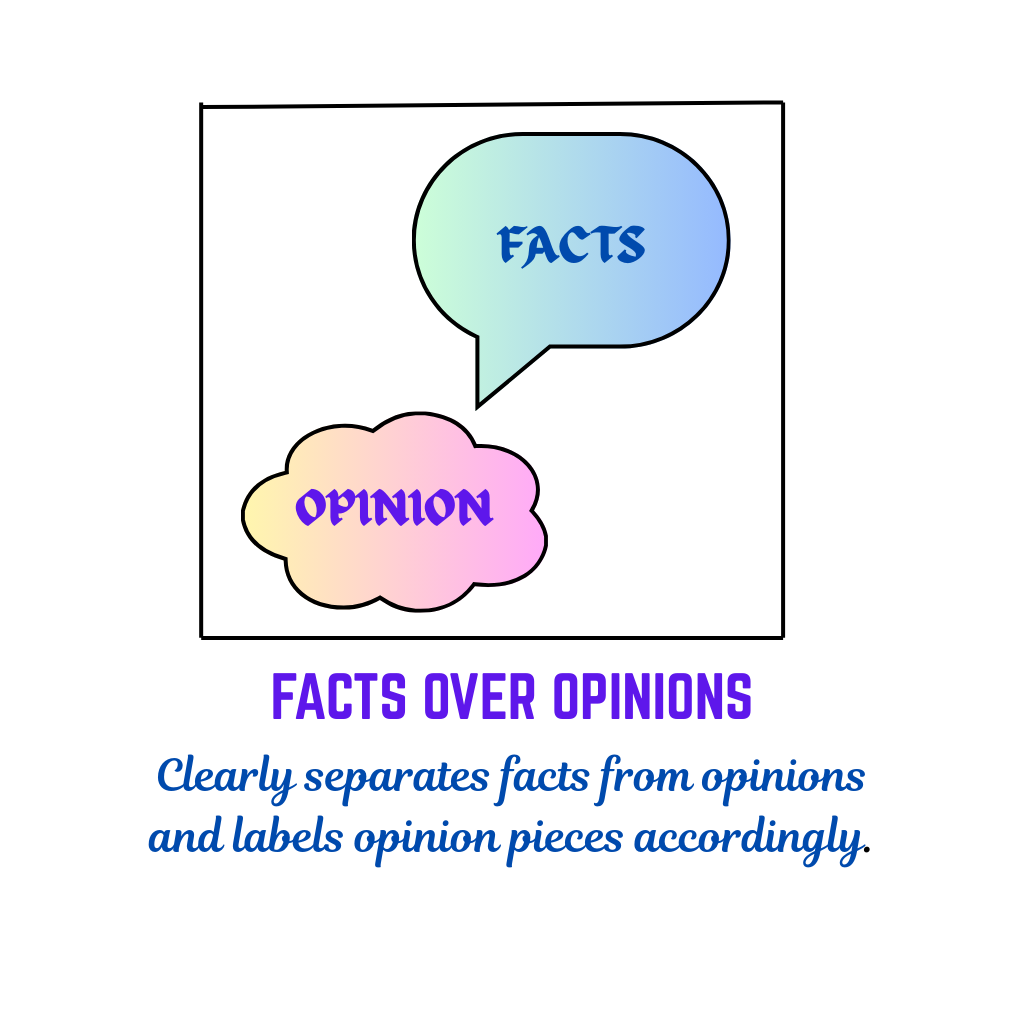 FACTS
OPINION
FACTS OVER OPINIONS
Clearly separates facts from opinions
and labels opinion pieces accordingly.